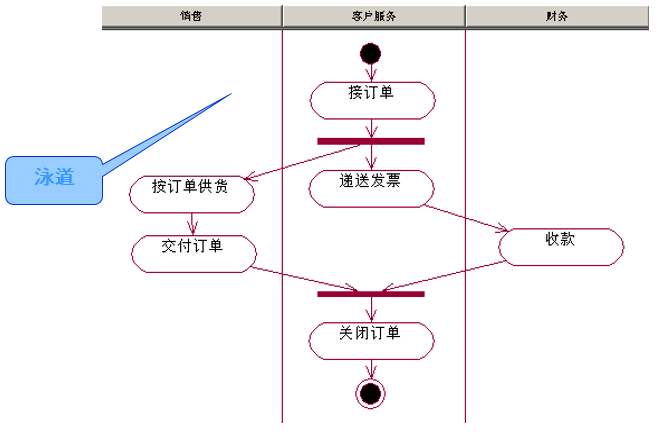 销售 客户服务 财务
接订单
泳道
按订单供货 递送发票
交付订单 收款
关闭订单